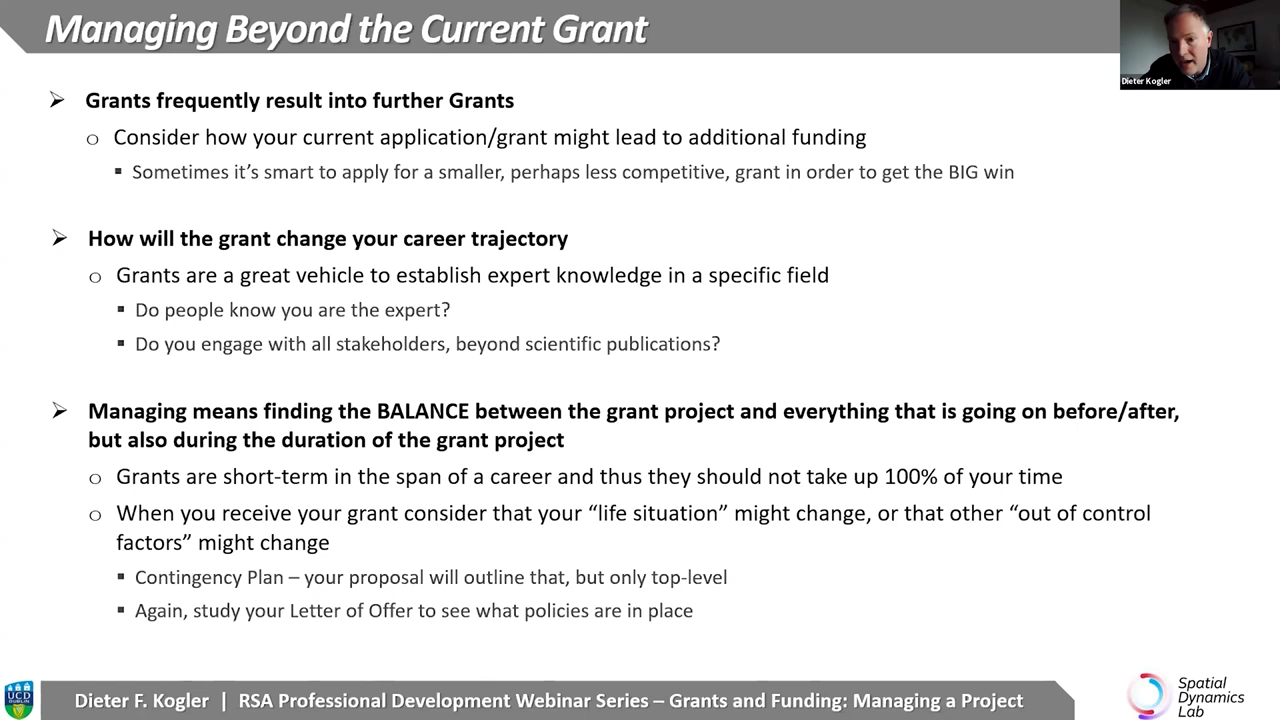 Managing Beyond the Current Grant
Dieter Kogler
➢ Grants frequently result into further Grants
o Consider how your current application/grant might lead to additional funding
▪ Sometimes it's smart to apply for a smaller, perhaps less competitive, grant in order to get the BIG win
➢ How will the grant change your career trajectory
o Grants are a great vehicle to establish expert knowledge in a specific field
▪ Do people know you are the expert?
▪ Do you engage with all stakeholders, beyond scientific publications?
➢ Managing means finding the BALANCE between the grant project and everything that is going on before/after,
but also during the duration of the grant project
o Grants are short-term in the span of a career and thus they should not take up 100% of your time
o When you receive your grant consider that your “life situation” might change, or that other “out of control
factors” might change
▪ Contingency Plan – your proposal will outline that, but only top-level
▪ Again, study your Letter of Offer to see what policies are in place
UCD
DUBLIN
Dieter F. Kogler | RSA Professional Development Webinar Series – Grants and Funding: Managing a Project
Spatial
Dynamics
Lab